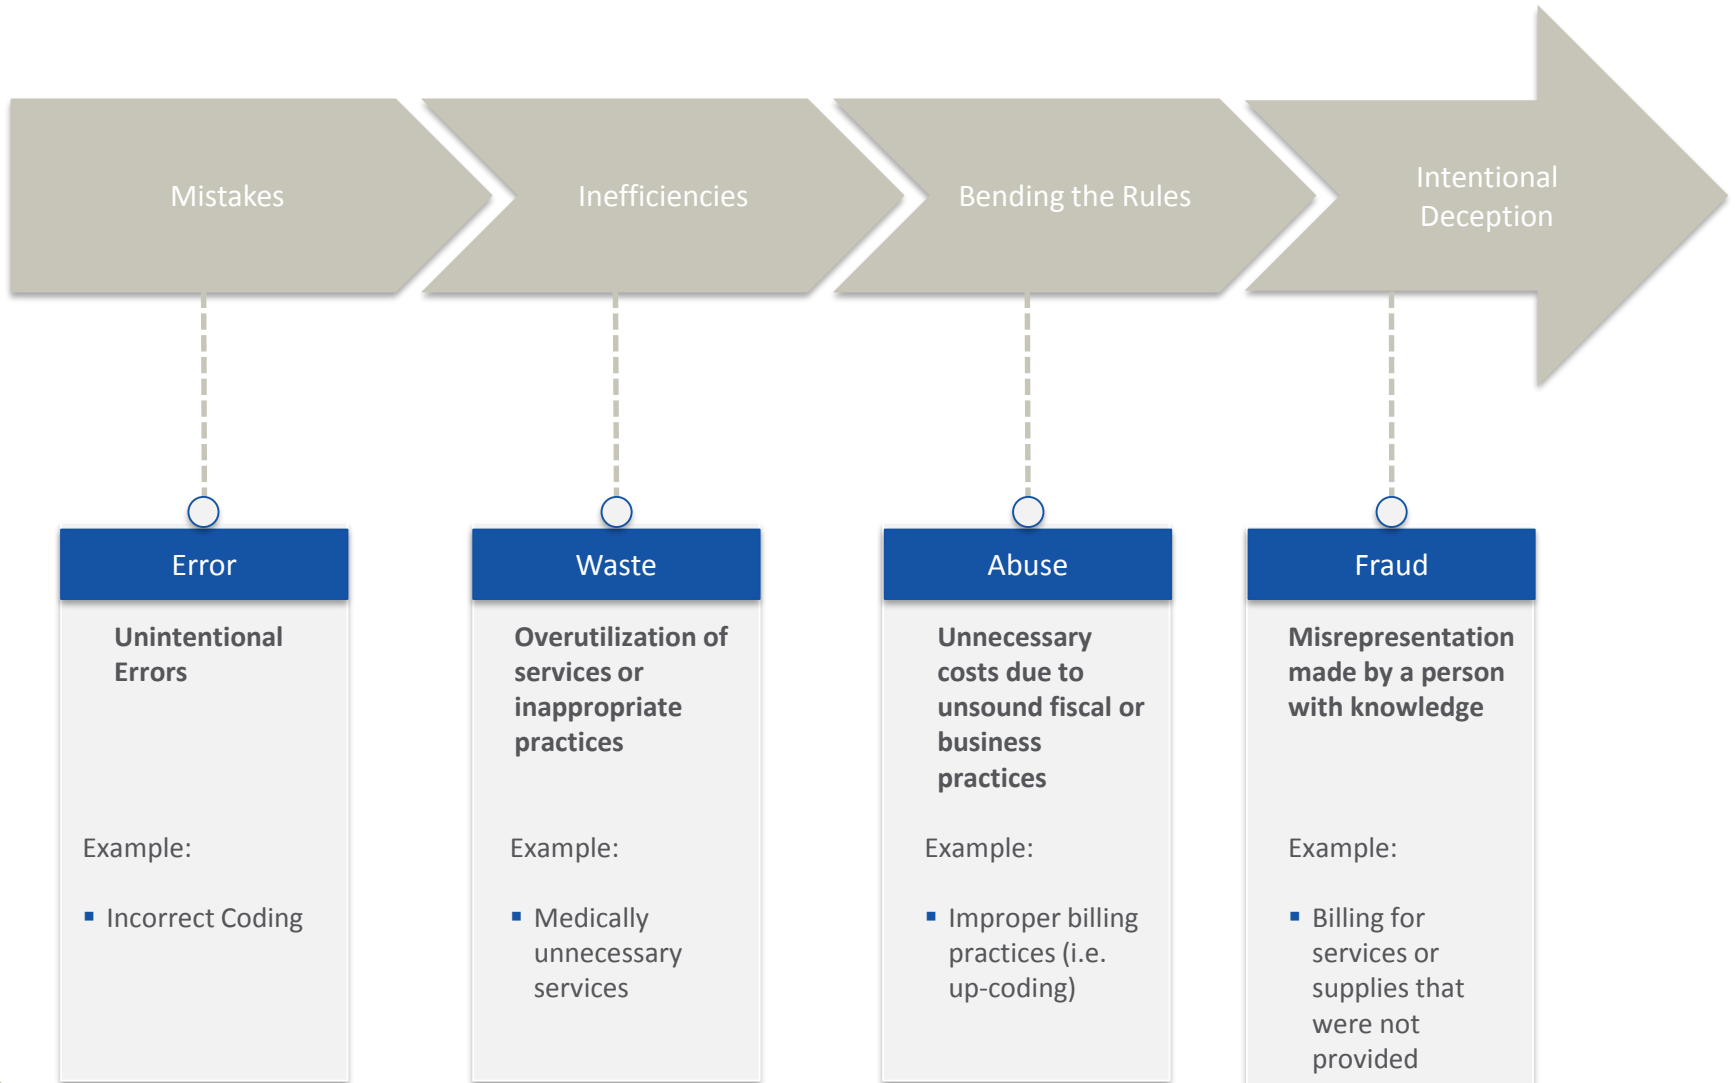 Mistakes
Inefficiencies
Bending the Rules
Intentional
Deception
Error
Unintentional
Errors
Example:
▪ Incorrect Coding
Waste
Overutilization of
services or
inappropriate
practices
Example:
▪ Medically
unnecessary
services
Abuse
Unnecessary
costs due to
unsound fiscal or
business
practices
Example:
▪ Improper billing
practices (i.e.
up-coding)
Fraud
Misrepresentation
made by a person
with knowledge
Example:
▪ Billing for
services or
supplies that
were not
provided